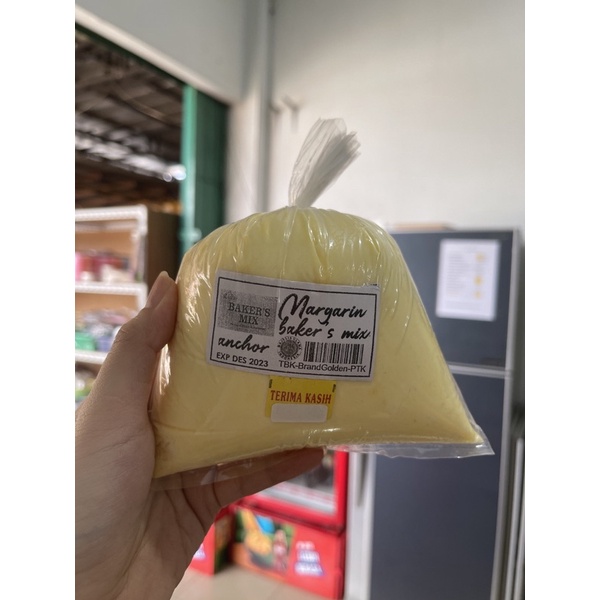 BAKER'S
MIX
Margarin
baker's mix
anchor
EXP DES 2023
TBK-BrandGolden-PTK
TERIMA KASIH